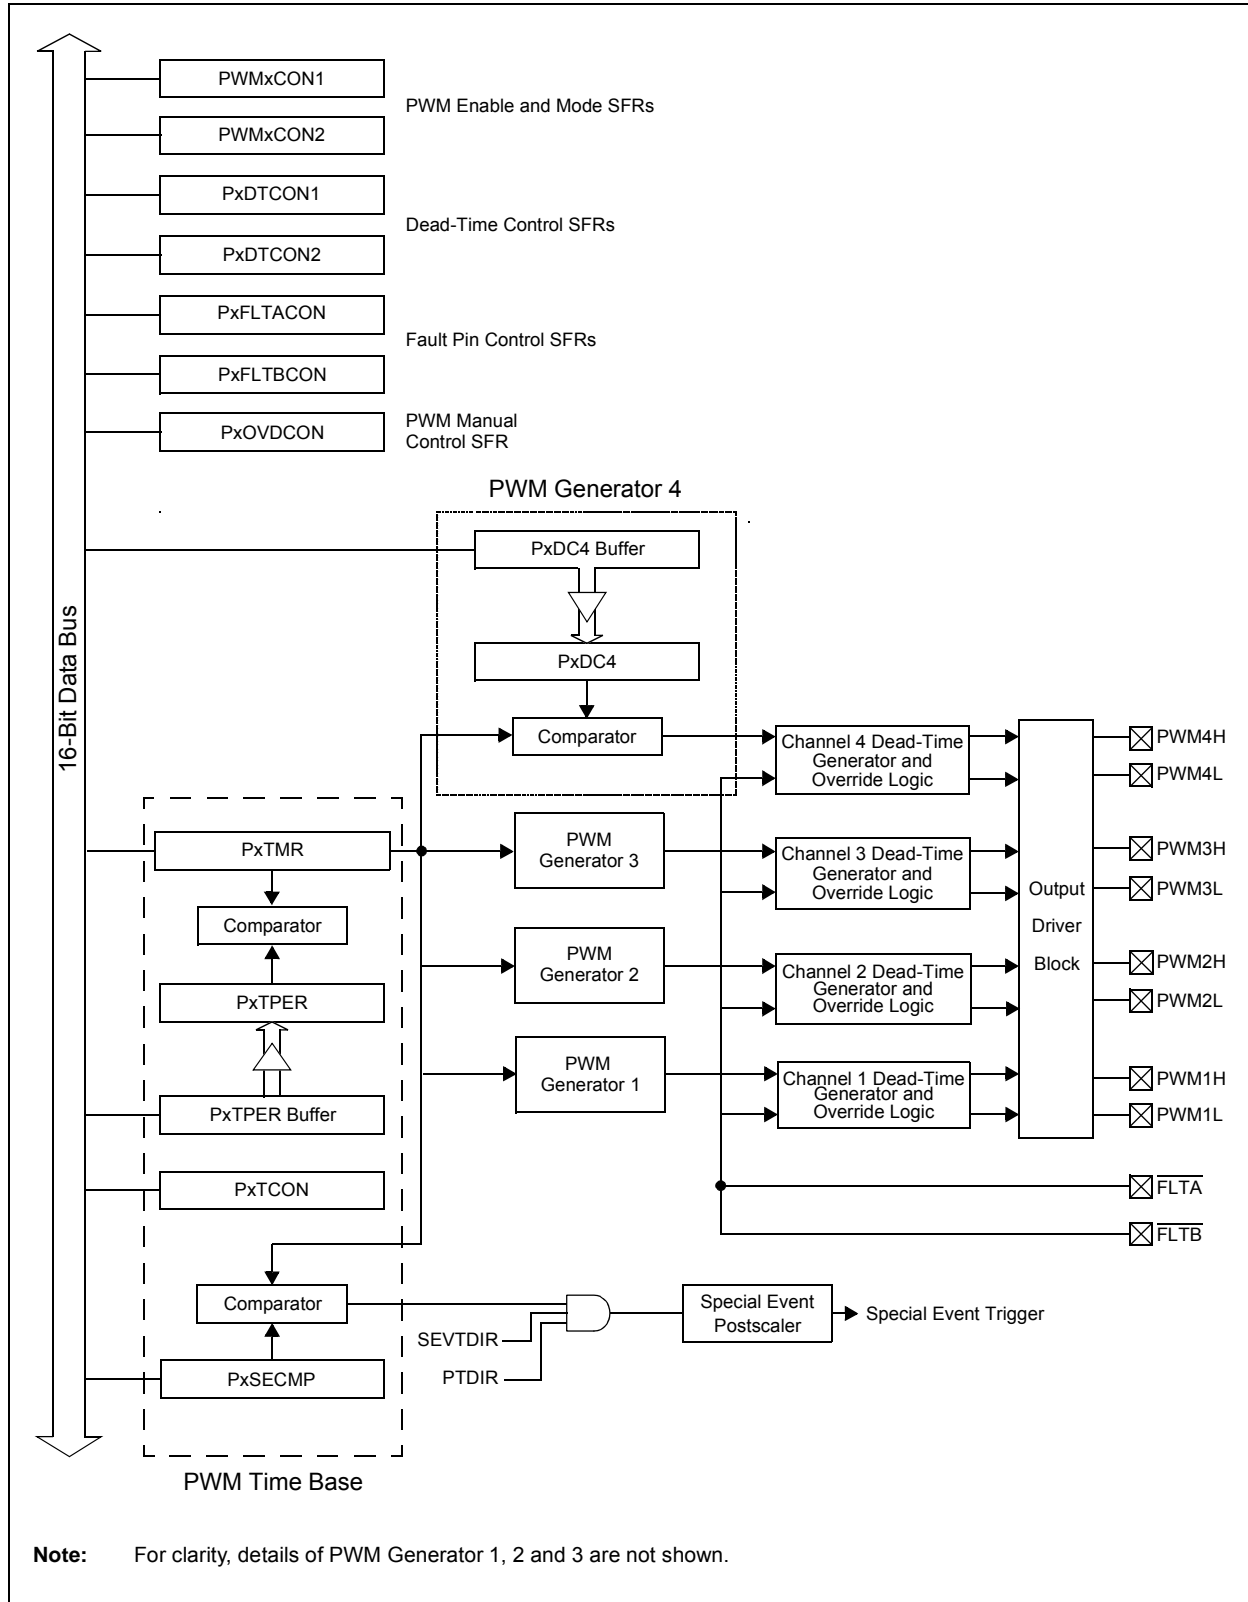 PWMxCON1
PWM Enable and Mode SFRs
PWMxCON2
PxDTCON1
Dead-Time Control SFRs
PxDTCON2
PxFLTACON
Fault Pin Control SFRs
PxFLTBCON
PxOVDCON
PWM Manual
Control SFR
PWM Generator 4
PxDC4 Buffer
PxDC4
Comparator
16-Bit Data Bus
Channel 4 Dead-Time
Generator and
Override Logic
PWM4H
PWM4L
PxTMR
Comparator
PxTPER
PxTPER Buffer
PxTCON
Comparator
PxSECMP
PWM Time Base
PWM
Generator 3
Channel 3 Dead-Time
Generator and
Override Logic
PWM3H
PWM3L
Output
Driver
Block
PWM
Generator 2
Channel 2 Dead-Time
Generator and
Override Logic
PWM2H
PWM2L
PWM
Generator 1
Channel 1 Dead-Time
Generator and
Override Logic
PWM1H
PWM1L
FLTA
FLTB
SEVTDIR
PTDIR
Special Event
Postscaler
Special Event Trigger
Note: For clarity, details of PWM Generator 1, 2 and 3 are not shown.